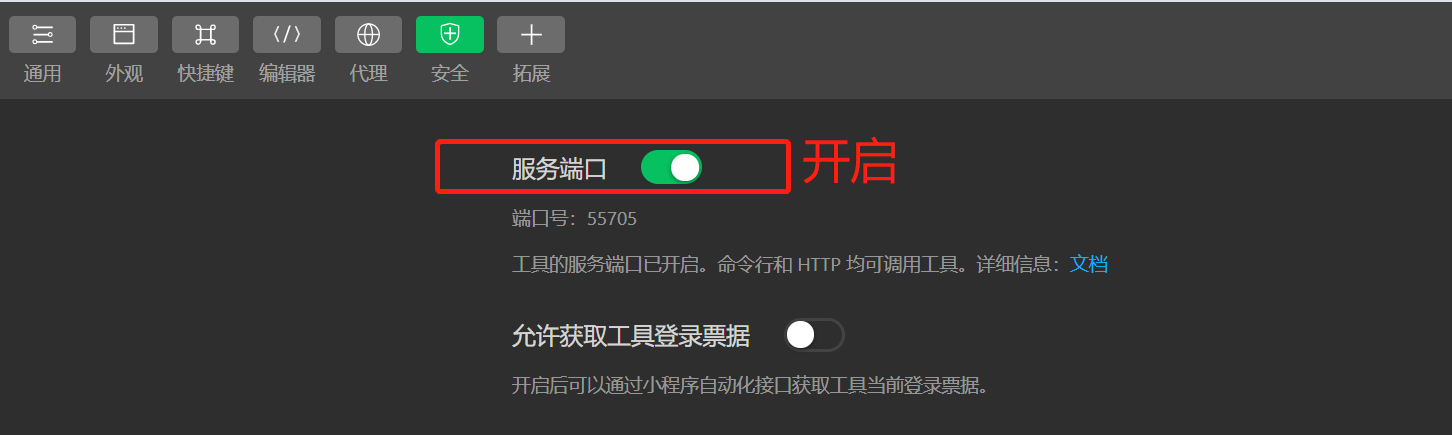 通用 外观 快捷键 编辑器 代理 安全 拓展
服务端口 开启
端口号：55705
工具的服务端口已开启。命令行和 HTTP 均可调用工具。详细信息：文档
允许获取工具登录票据
开启后可以通过小程序自动化接口获取工具当前登录票据。